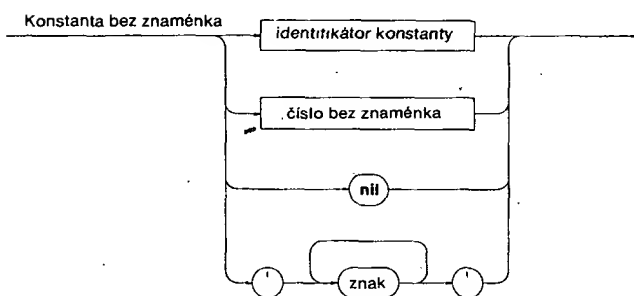 Konstanta bez znaménka
identifikátor konstanty
číslo bez znaménka
nil
' znak '